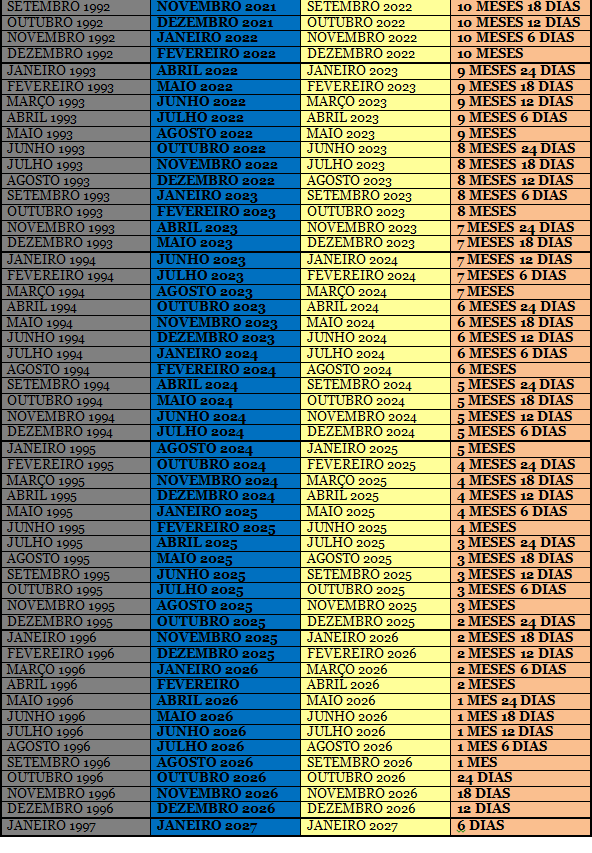 SETEMBRO 1992 NOVEMBRO 2021 SETEMBRO 2022 10 MESES 18 DIAS
OUTUBRO 1992 DEZEMBRO 2021 OUTUBRO 2022 10 MESES 12 DIAS
NOVEMBRO 1992 JANEIRO 2022 NOVEMBRO 2022 10 MESES 6 DIAS
DEZEMBRO 1992 FEVEREIRO 2022 DEZEMBRO 2022 10 MESES
JANEIRO 1993 ABRIL 2022 JANEIRO 2023 9 MESES 24 DIAS
FEVEREIRO 1993 MAIO 2022 FEVEREIRO 2023 9 MESES 18 DIAS
MARÇO 1993 JUNHO 2022 MARÇO 2023 9 MESES 12 DIAS
ABRIL 1993 JULHO 2022 ABRIL 2023 9 MESES 6 DIAS
MAIO 1993 AGOSTO 2022 MAIO 2023 9 MESES
JUNHO 1993 OUTUBRO 2022 JUNHO 2023 8 MESES 24 DIAS
JULHO 1993 NOVEMBRO 2022 JULHO 2023 8 MESES 18 DIAS
AGOSTO 1993 DEZEMBRO 2022 AGOSTO 2023 8 MESES 12 DIAS
SETEMBRO 1993 JANEIRO 2023 SETEMBRO 2023 8 MESES 6 DIAS
OUTUBRO 1993 FEVEREIRO 2023 OUTUBRO 2023 8 MESES
NOVEMBRO 1993 ABRIL 2023 NOVEMBRO 2023 7 MESES 24 DIAS
DEZEMBRO 1993 MAIO 2023 DEZEMBRO 2023 7 MESES 18 DIAS
JANEIRO 1994 JUNHO 2023 JANEIRO 2024 7 MESES 12 DIAS
FEVEREIRO 1994 JULHO 2023 FEVEREIRO 2024 7 MESES 6 DIAS
MARÇO 1994 AGOSTO 2023 MARÇO 2024 7 MESES
ABRIL 1994 OUTUBRO 2023 ABRIL 2024 6 MESES 24 DIAS
MAIO 1994 NOVEMBRO 2023 MAIO 2024 6 MESES 18 DIAS
JUNHO 1994 DEZEMBRO 2023 JUNHO 2024 6 MESES 12 DIAS
JULHO 1994 JANEIRO 2024 JULHO 2024 6 MESES 6 DIAS
AGOSTO 1994 FEVEREIRO 2024 AGOSTO 2024 6 MESES
SETEMBRO 1994 ABRIL 2024 SETEMBRO 2024 5 MESES 24 DIAS
OUTUBRO 1994 MAIO 2024 OUTUBRO 2024 5 MESES 18 DIAS
NOVEMBRO 1994 JUNHO 2024 NOVEMBRO 2024 5 MESES 12 DIAS
DEZEMBRO 1994 JULHO 2024 DEZEMBRO 2024 5 MESES 6 DIAS
JANEIRO 1995 AGOSTO 2024 JANEIRO 2025 5 MESES
FEVEREIRO 1995 OUTUBRO 2024 FEVEREIRO 2025 4 MESES 24 DIAS
MARÇO 1995 NOVEMBRO 2024 MARÇO 2025 4 MESES 18 DIAS
ABRIL 1995 DEZEMBRO 2024 ABRIL 2025 4 MESES 12 DIAS
MAIO 1995 JANEIRO 2025 MAIO 2025 4 MESES 6 DIAS
JUNHO 1995 FEVEREIRO 2025 JUNHO 2025 4 MESES
JULHO 1995 ABRIL 2025 JULHO 2025 3 MESES 24 DIAS
AGOSTO 1995 MAIO 2025 AGOSTO 2025 3 MESES 18 DIAS
SETEMBRO 1995 JUNHO 2025 SETEMBRO 2025 3 MESES 12 DIAS
OUTUBRO 1995 JULHO 2025 OUTUBRO 2025 3 MESES 6 DIAS
NOVEMBRO 1995 AGOSTO 2025 NOVEMBRO 2025 3 MESES
DEZEMBRO 1995 OUTUBRO 2025 DEZEMBRO 2025 2 MESES 24 DIAS
JANEIRO 1996 NOVEMBRO 2025 JANEIRO 2026 2 MESES 18 DIAS
FEVEREIRO 1996 DEZEMBRO 2025 FEVEREIRO 2026 2 MESES 12 DIAS
MARÇO 1996 JANEIRO 2026 MARÇO 2026 2 MESES 6 DIAS
ABRIL 1996 FEVEREIRO ABRIL 2026 2 MESES
MAIO 1996 ABRIL 2026 MAIO 2026 1 MES 24 DIAS
JUNHO 1996 MAIO 2026 JUNHO 2026 1 MES 18 DIAS
JULHO 1996 JUNHO 2026 JULHO 2026 1 MES 12 DIAS
AGOSTO 1996 JULHO 2026 AGOSTO 2026 1 MES 6 DIAS
SETEMBRO 1996 AGOSTO 2026 SETEMBRO 2026 1 MES
OUTUBRO 1996 OUTUBRO 2026 OUTUBRO 2026 24 DIAS
NOVEMBRO 1996 NOVEMBRO 2026 NOVEMBRO 2026 18 DIAS
DEZEMBRO 1996 DEZEMBRO 2026 DEZEMBRO 2026 12 DIAS
JANEIRO 1997 JANEIRO 2027 JANEIRO 2027 6 DIAS